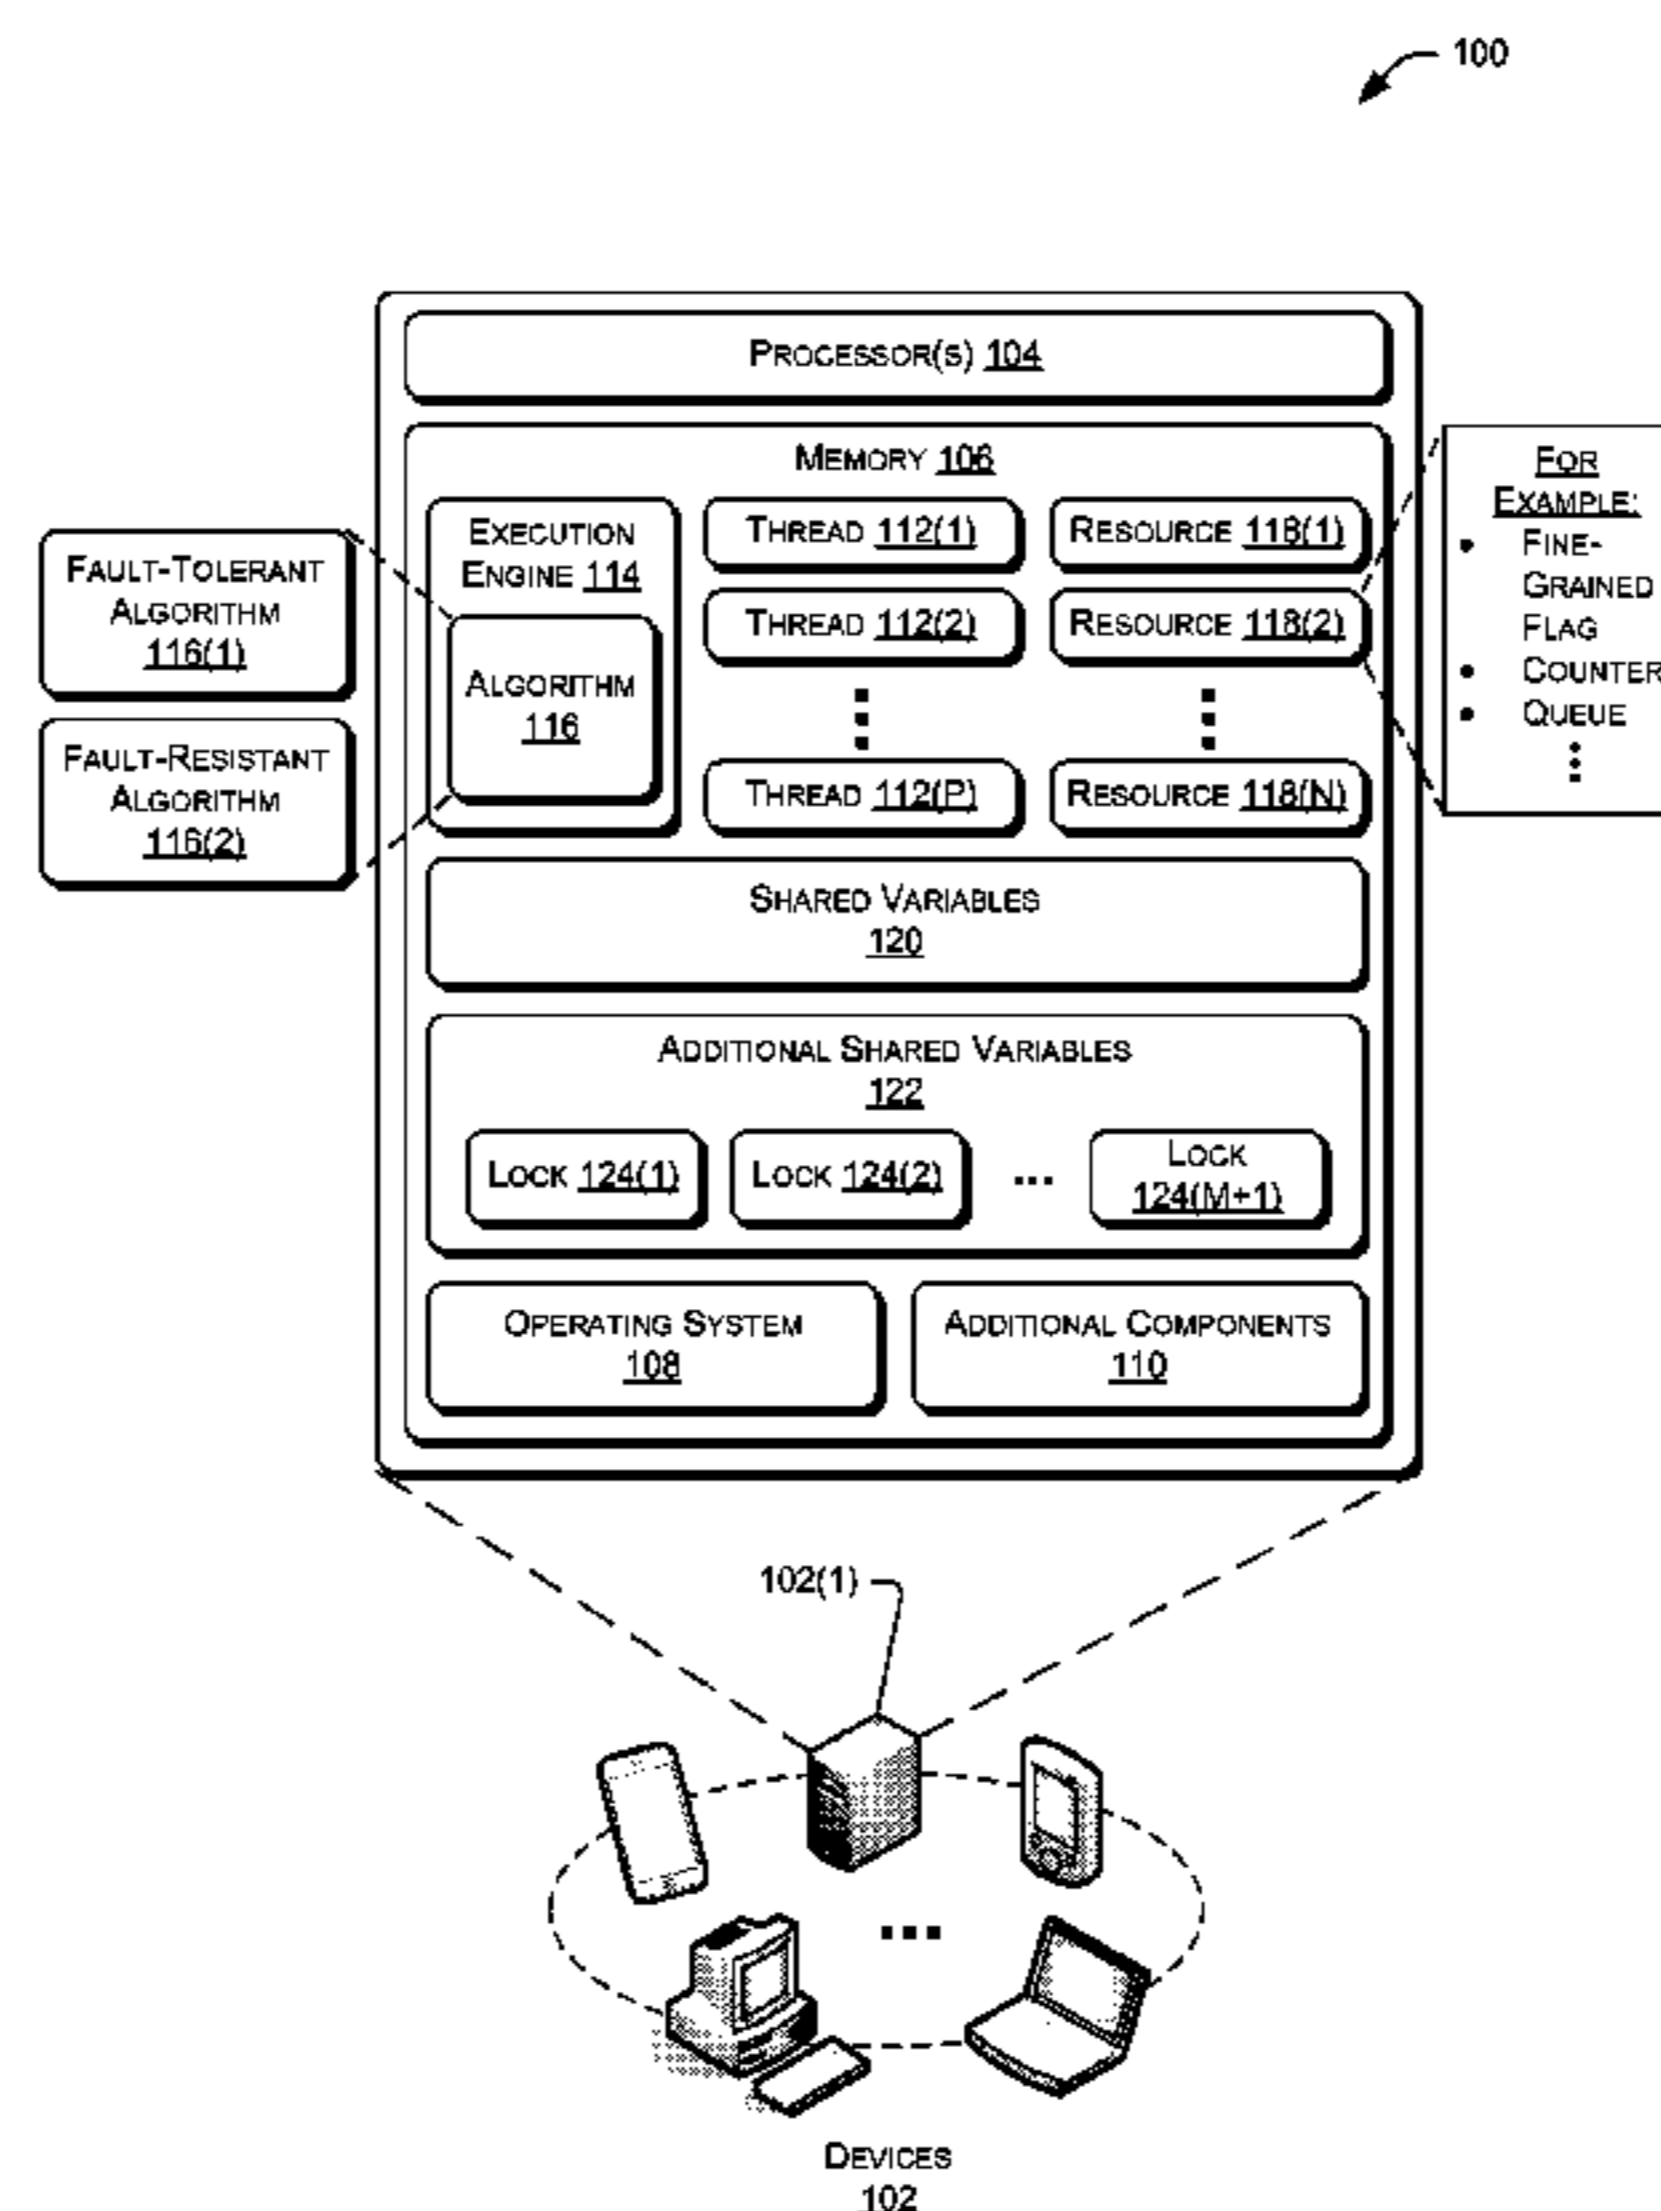 100
PROCESSOR(S) 104
MEMORY 106
EXECUTION
ENGINE 114
ALGORITHM
116
THREAD 112(1)
THREAD 112(2)
THREAD 112(P)
RESOURCE 118(1)
RESOURCE 118(2)
RESOURCE 118(N)
FOR
EXAMPLE:
• FINE-
GRAINED
FLAG
• COUNTER
• QUEUE
FAULT-TOLERANT
ALGORITHM
116(1)
FAULT-RESISTANT
ALGORITHM
116(2)
SHARED VARIABLES
120
ADDITIONAL SHARED VARIABLES
122
LOCK 124(1)
LOCK 124(2)
...
LOCK
124(M+1)
OPERATING SYSTEM
108
ADDITIONAL COMPONENTS
110
102(1)
...
DEVICES
102